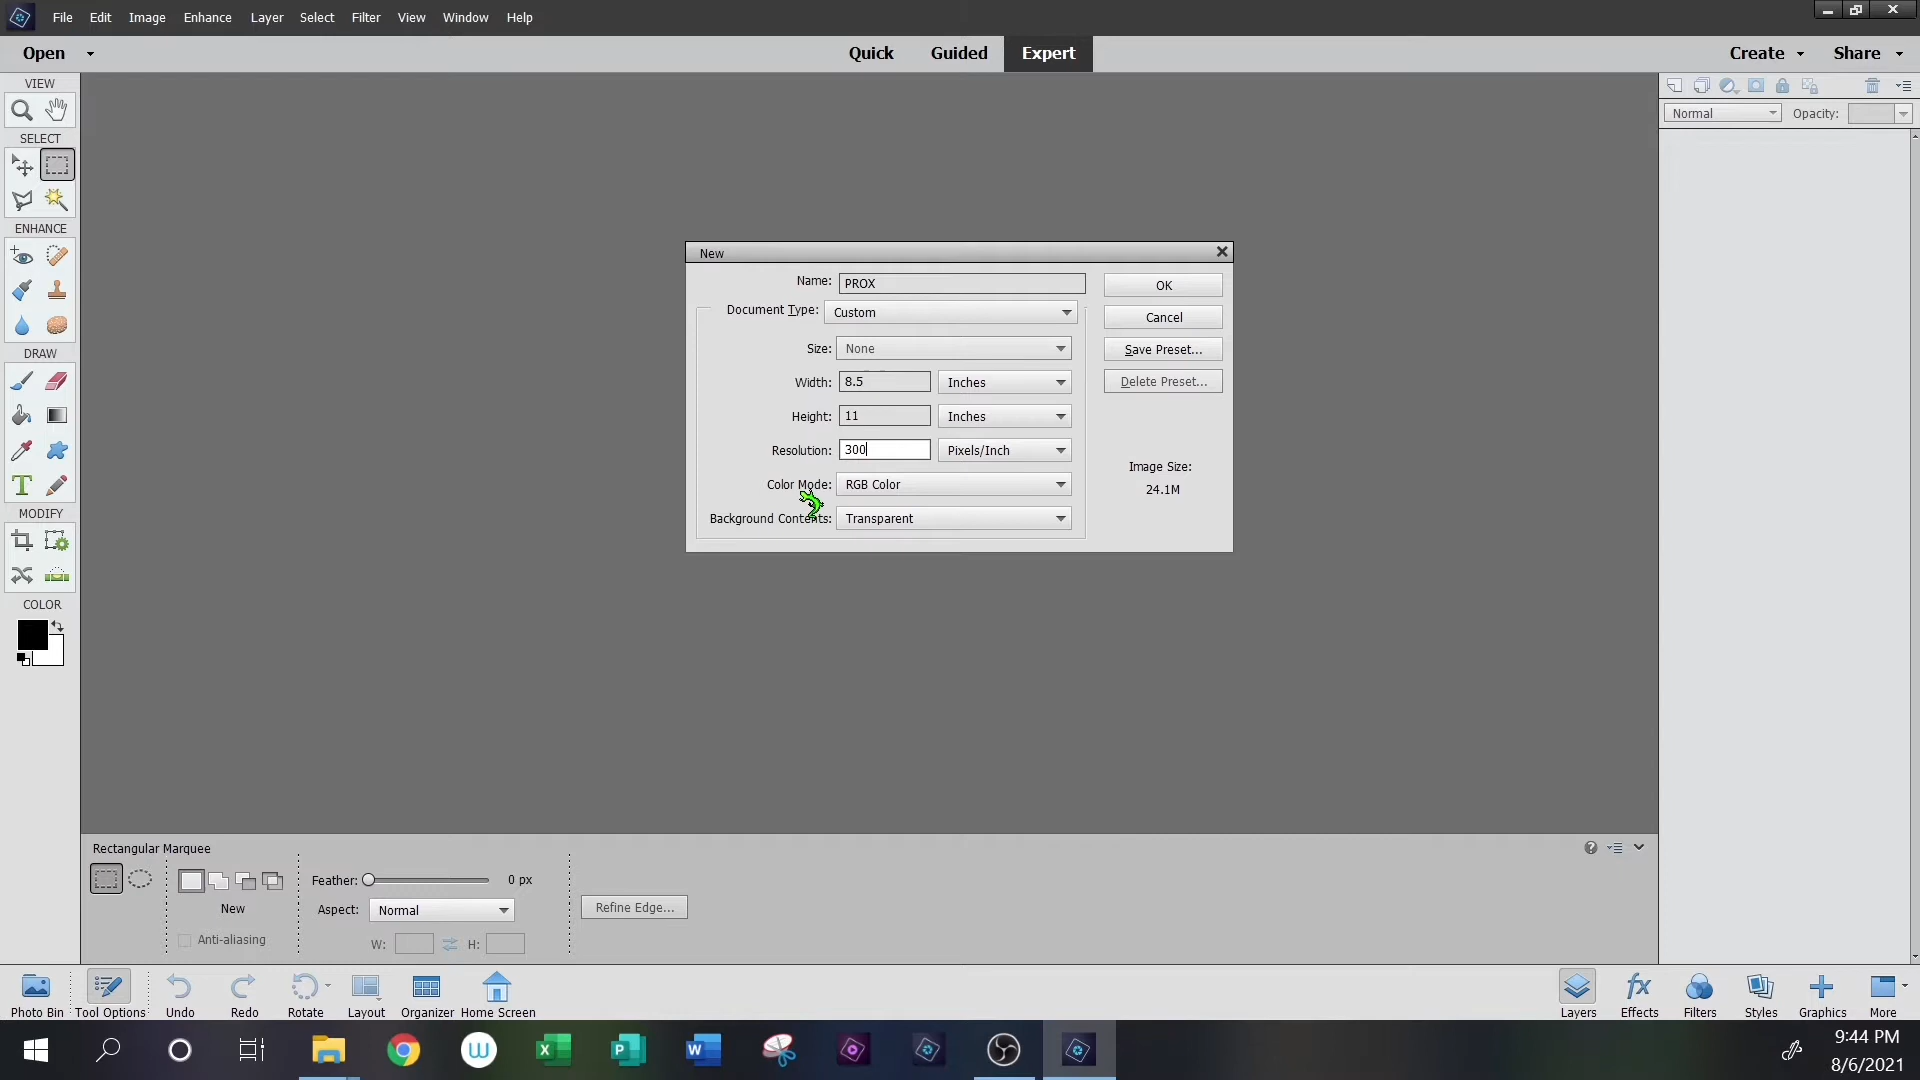 File Edit Image Enhance Layer Select Filter View Window Help
Open Quick Guided Expert Create Share
VIEW
SELECT
ENHANCE
DRAW
MODIFY
COLOR
Normal Opacity:
New
Name: PROX OK
Document Type: Custom Cancel
Size: None Save Preset...
Width: 8.5 Inches Delete Preset...
Height: 11 Inches
Resolution: 300 Pixels/Inch
Color Mode: RGB Color
Background Contents: Transparent
Image Size:
24.1M
Rectangular Marquee
Feather: 0 px
New Aspect: Normal Refine Edge...
Anti-aliasing W: H:
Photo Bin Tool Options Undo Redo Rotate Layout Organizer Home Screen Layers Effects Filters Styles Graphics More
9:44 PM
8/6/2021